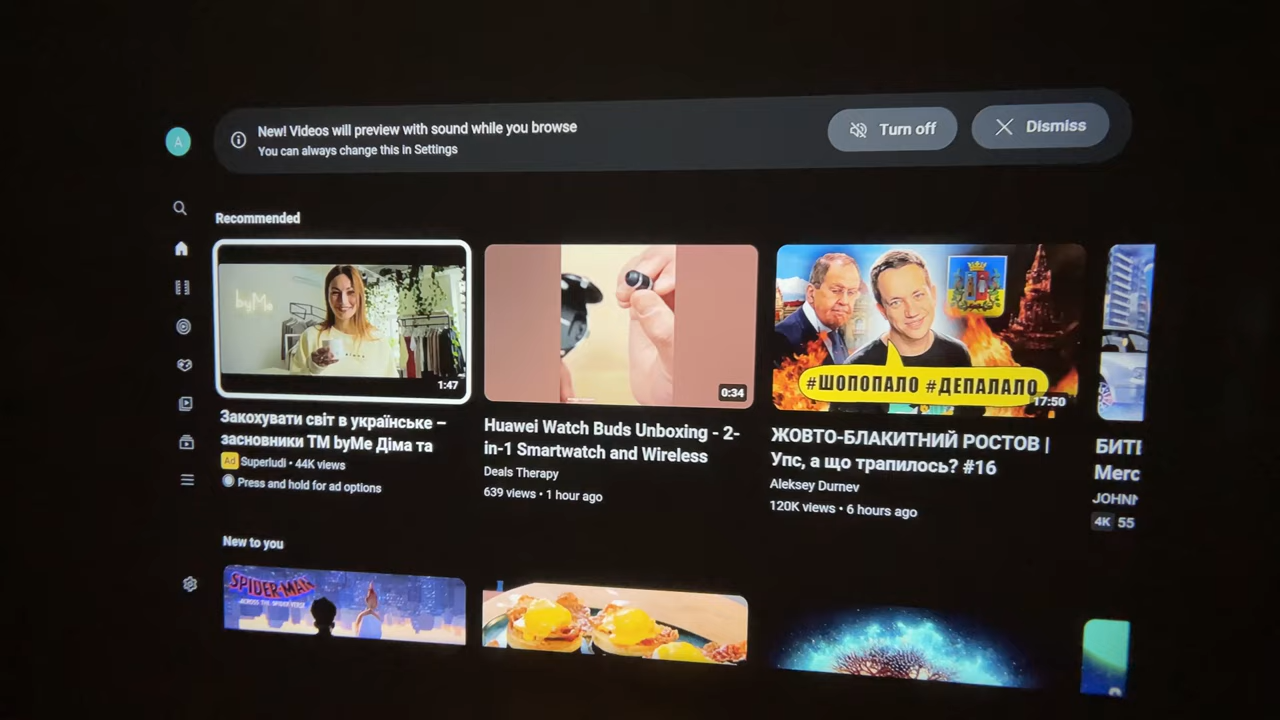 A
New! Videos will preview with sound while you browse
You can always change this in Settings
Turn off
Dismiss
Recommended
byMe
1:47
0:34
#ШОПОПАЛО #ДЕПАЛАЛО
17:50
Закохувати світ в українське –
засновники ТМ byMe Діма та
Ad Superludi • 44K views
Press and hold for ad options
Huawei Watch Buds Unboxing - 2-
in-1 Smartwatch and Wireless
Deals Therapy
639 views • 1 hour ago
ЖОВТО-БЛАКИТНИЙ РОСТОВ |
Упс, а що трапилось? #16
Aleksey Durnev
120K views • 6 hours ago
Merc
4K 55
New to you
SPIDER-MAN
ACROSS THE SPIDER-VERSE